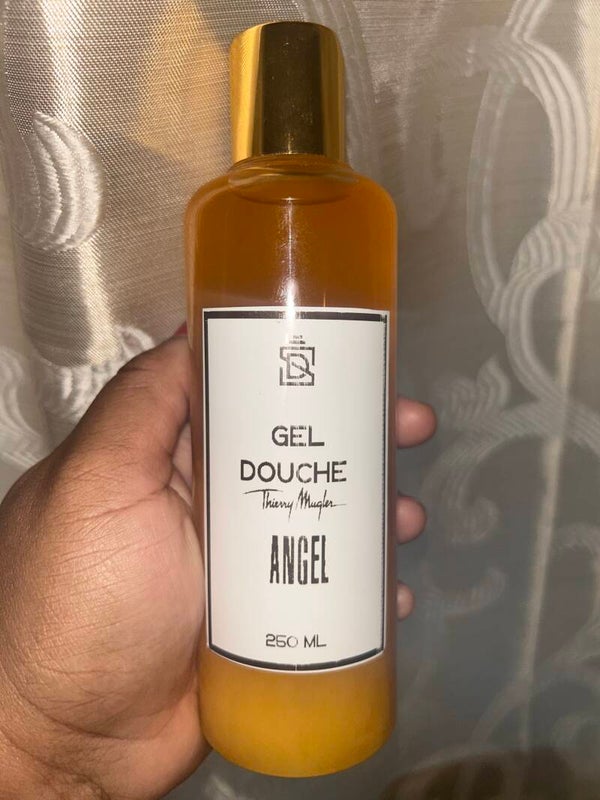 GEL
DOUCHE
Thierry Mugler
ANGEL
250 ML